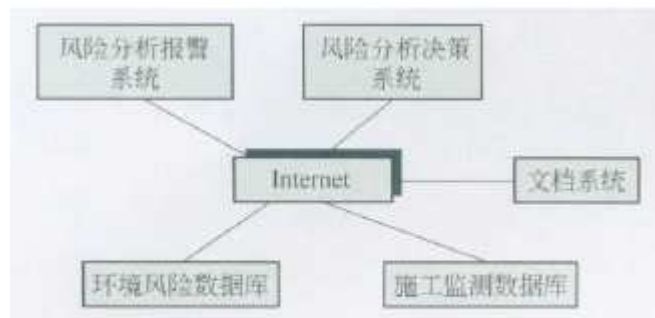 风险分析报警
系统
风险分析决策
系统
Internet
文档系统
环境风险数据库
施工监测数据库